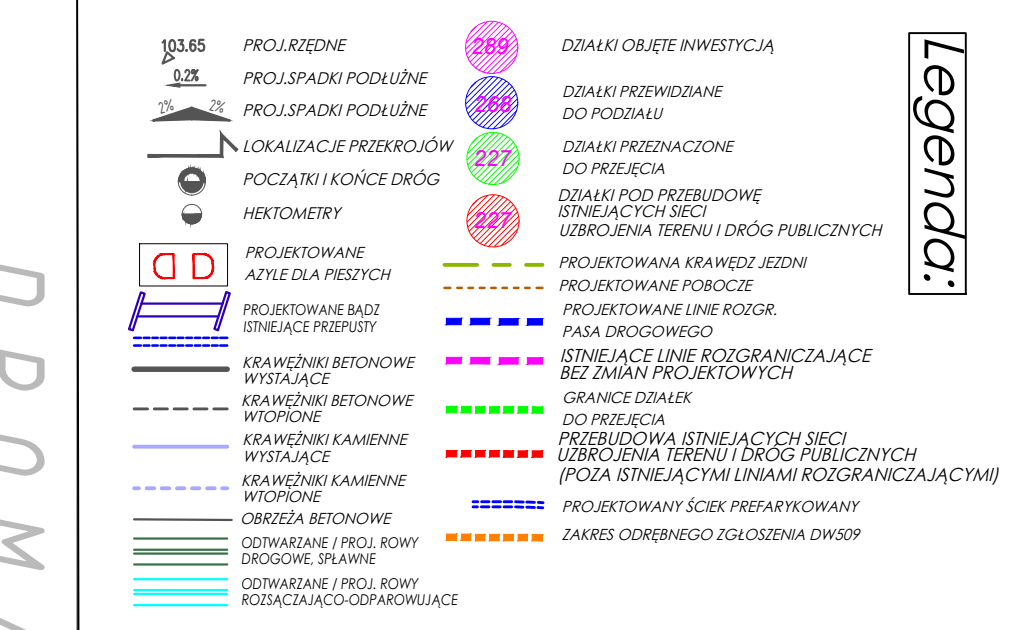 Legenda:
103.65
PROJ.RZĘDNE
0.2%
PROJ.SPADKI PODŁUŻNE
2% 2%
PROJ.SPADKI PODŁUŻNE
LOKALIZACJE PRZEKROJÓW
POCZĄTKI I KOŃCE DRÓG
HEKTOMETRY
PROJEKTOWANE
AZYLE DLA PIESZYCH
PROJEKTOWANE BĄDZ
ISTNIEJĄCE PRZEPUSTY
KRAWĘŻNIKI BETONOWE
WYSTAJĄCE
KRAWĘŻNIKI BETONOWE
WTOPIONE
KRAWĘŻNIKI KAMIENNE
WYSTAJĄCE
KRAWĘŻNIKI KAMIENNE
WTOPIONE
OBRZEŻA BETONOWE
ODTWARZANE / PROJ. ROWY
DROGOWE, SPŁAWNE
ODTWARZANE / PROJ. ROWY
ROZSĄCZAJĄCO-ODPAROWUJĄCE
289
DZIAŁKI OBJĘTE INWESTYCJĄ
268
DZIAŁKI PRZEWIDZIANE
DO PODZIAŁU
227
DZIAŁKI PRZEZNACZONE
DO PRZEJĘCIA
227
DZIAŁKI POD PRZEBUDOWĘ
ISTNIEJĄCYCH SIECI
UZBROJENIA TERENU I DRÓG PUBLICZNYCH
PROJEKTOWANA KRAWĘDZ JEZDNI
PROJEKTOWANE POBOCZE
PROJEKTOWANE LINIE ROZGR.
PASA DROGOWEGO
ISTNIEJĄCE LINIE ROZGRANICZAJĄCE
BEZ ZMIAN PROJEKTOWYCH
GRANICE DZIAŁEK
DO PRZEJĘCIA
PRZEBUDOWA ISTNIEJĄCYCH SIECI
UZBROJENIA TERENU I DRÓG PUBLICZNYCH
(POZA ISTNIEJĄCYMI LINIAMI ROZGRANICZAJĄCYMI)
PROJEKTOWANY ŚCIEK PREFARYKOWANY
ZAKRES ODRĘBNEGO ZGŁOSZENIA DW509